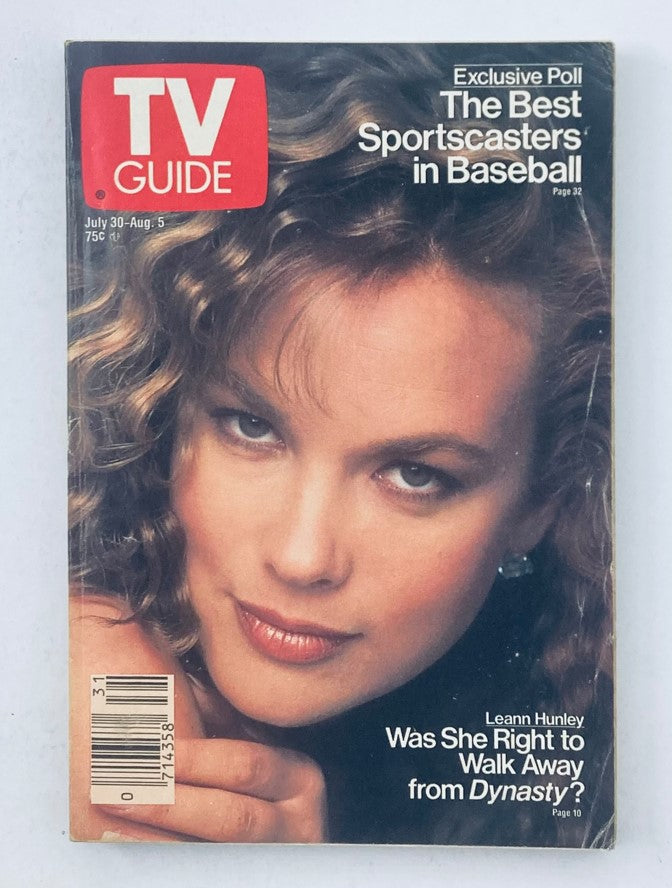 TV
GUIDE
®
July 30-Aug. 5
75¢
Exclusive Poll
The Best
Sportscasters
in Baseball
Page 32
Leann Hunley
Was She Right to
Walk Away
from Dynasty?
Page 10
31
0
714358